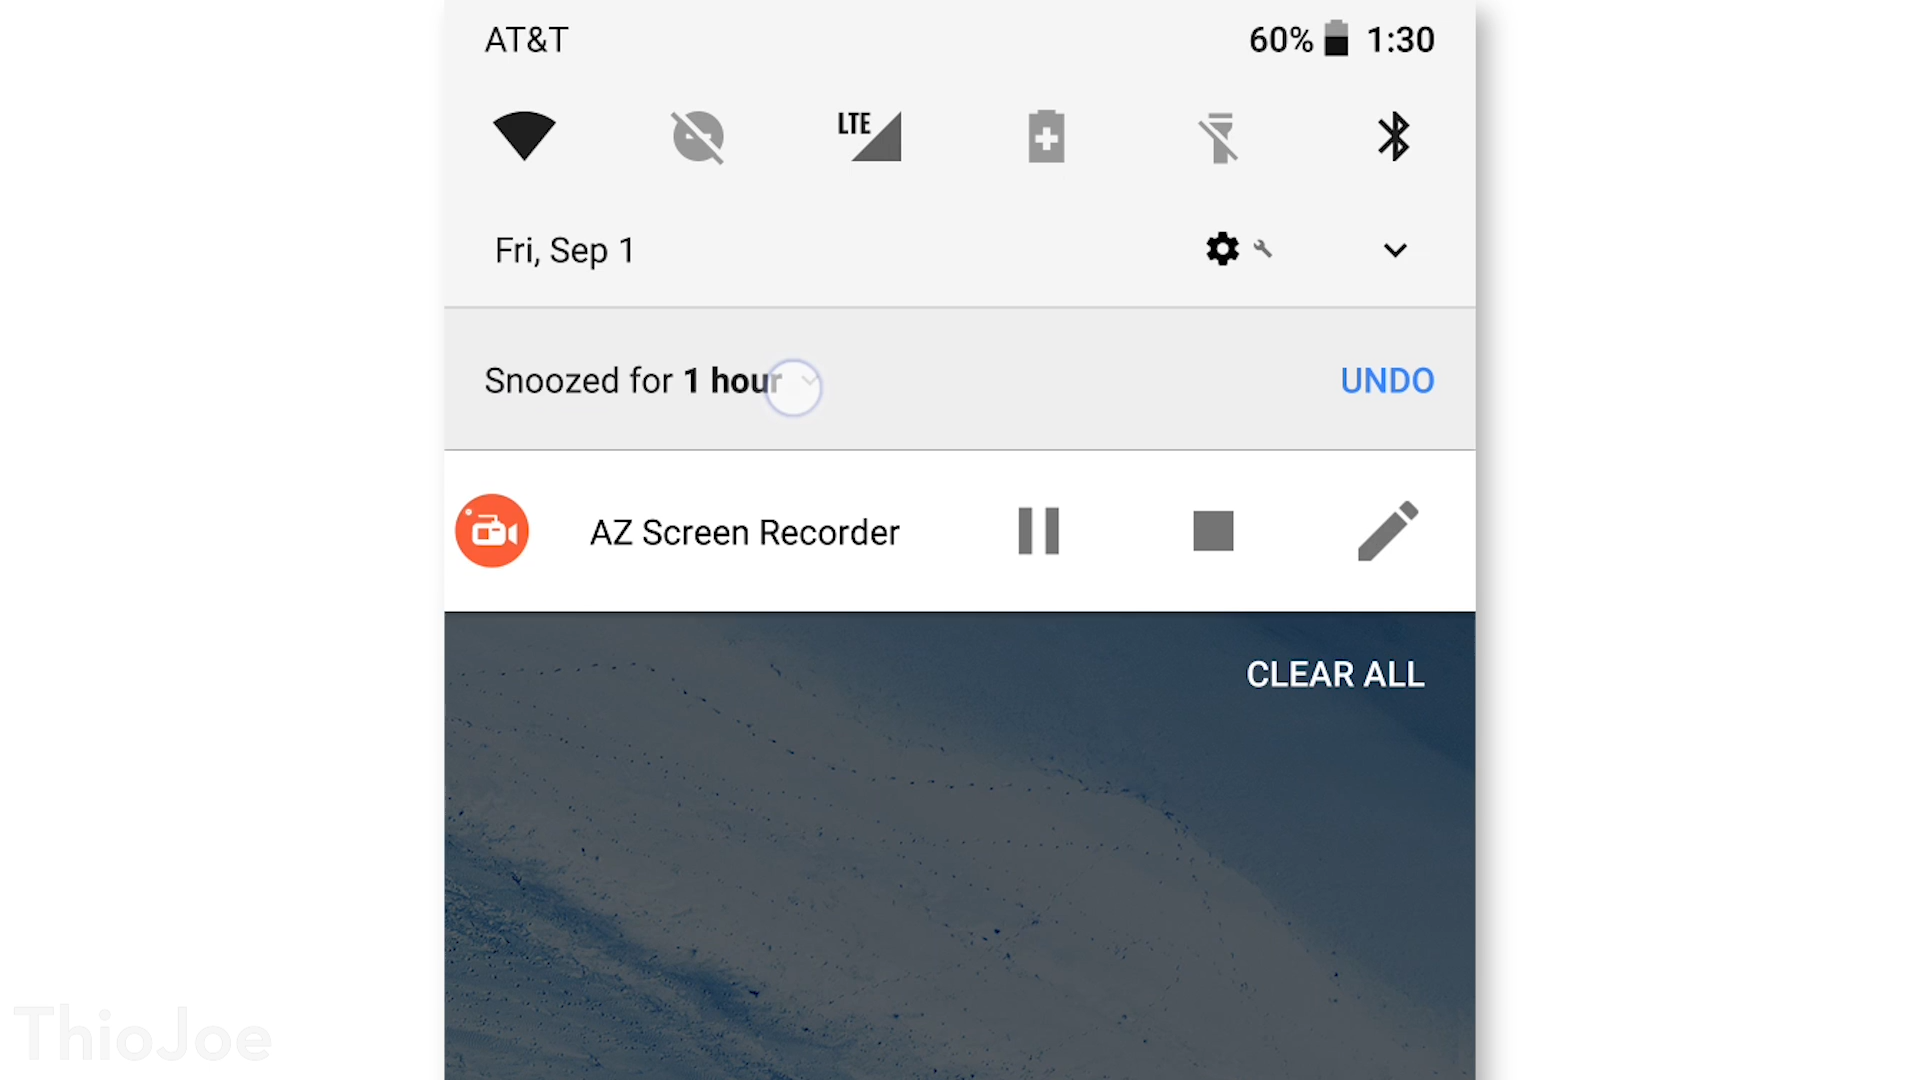 AT&T 60% 1:30
LTE
Fri, Sep 1
Snoozed for 1 hour UNDO
AZ Screen Recorder
CLEAR ALL
ThioJoe